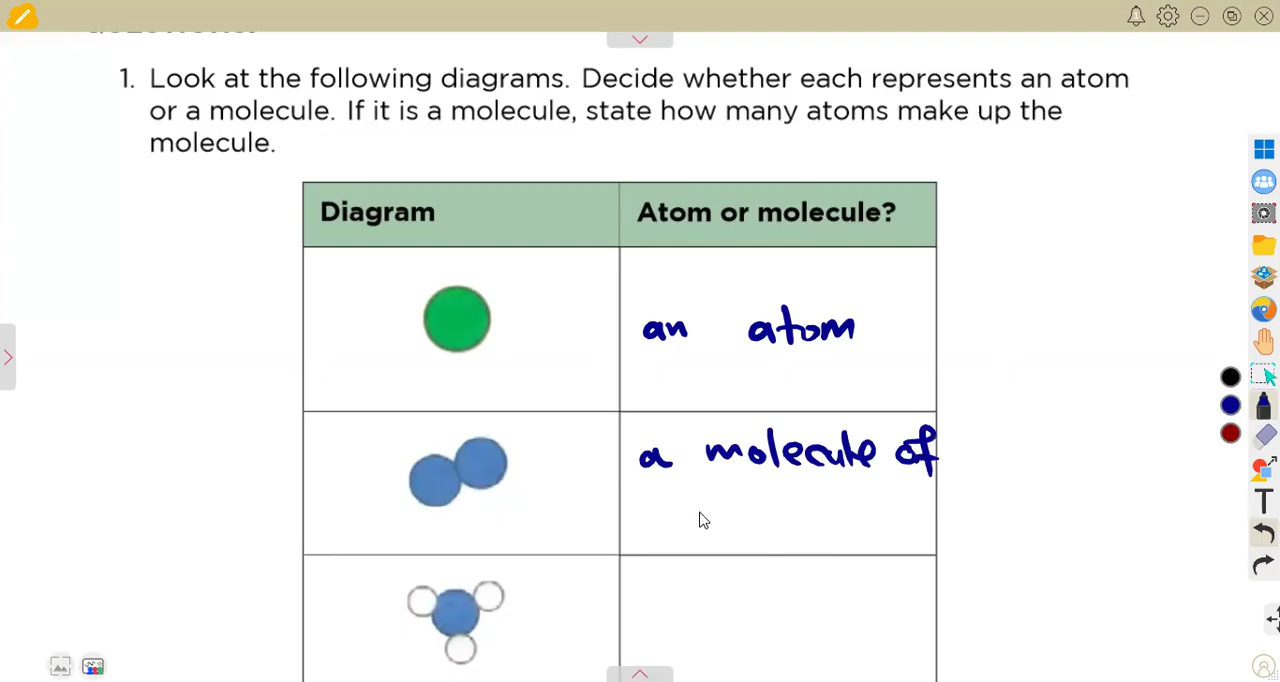 1. Look at the following diagrams. Decide whether each represents an atom
or a molecule. If it is a molecule, state how many atoms make up the
molecule.
Diagram
Atom or molecule?
an atom
a molecule of
T